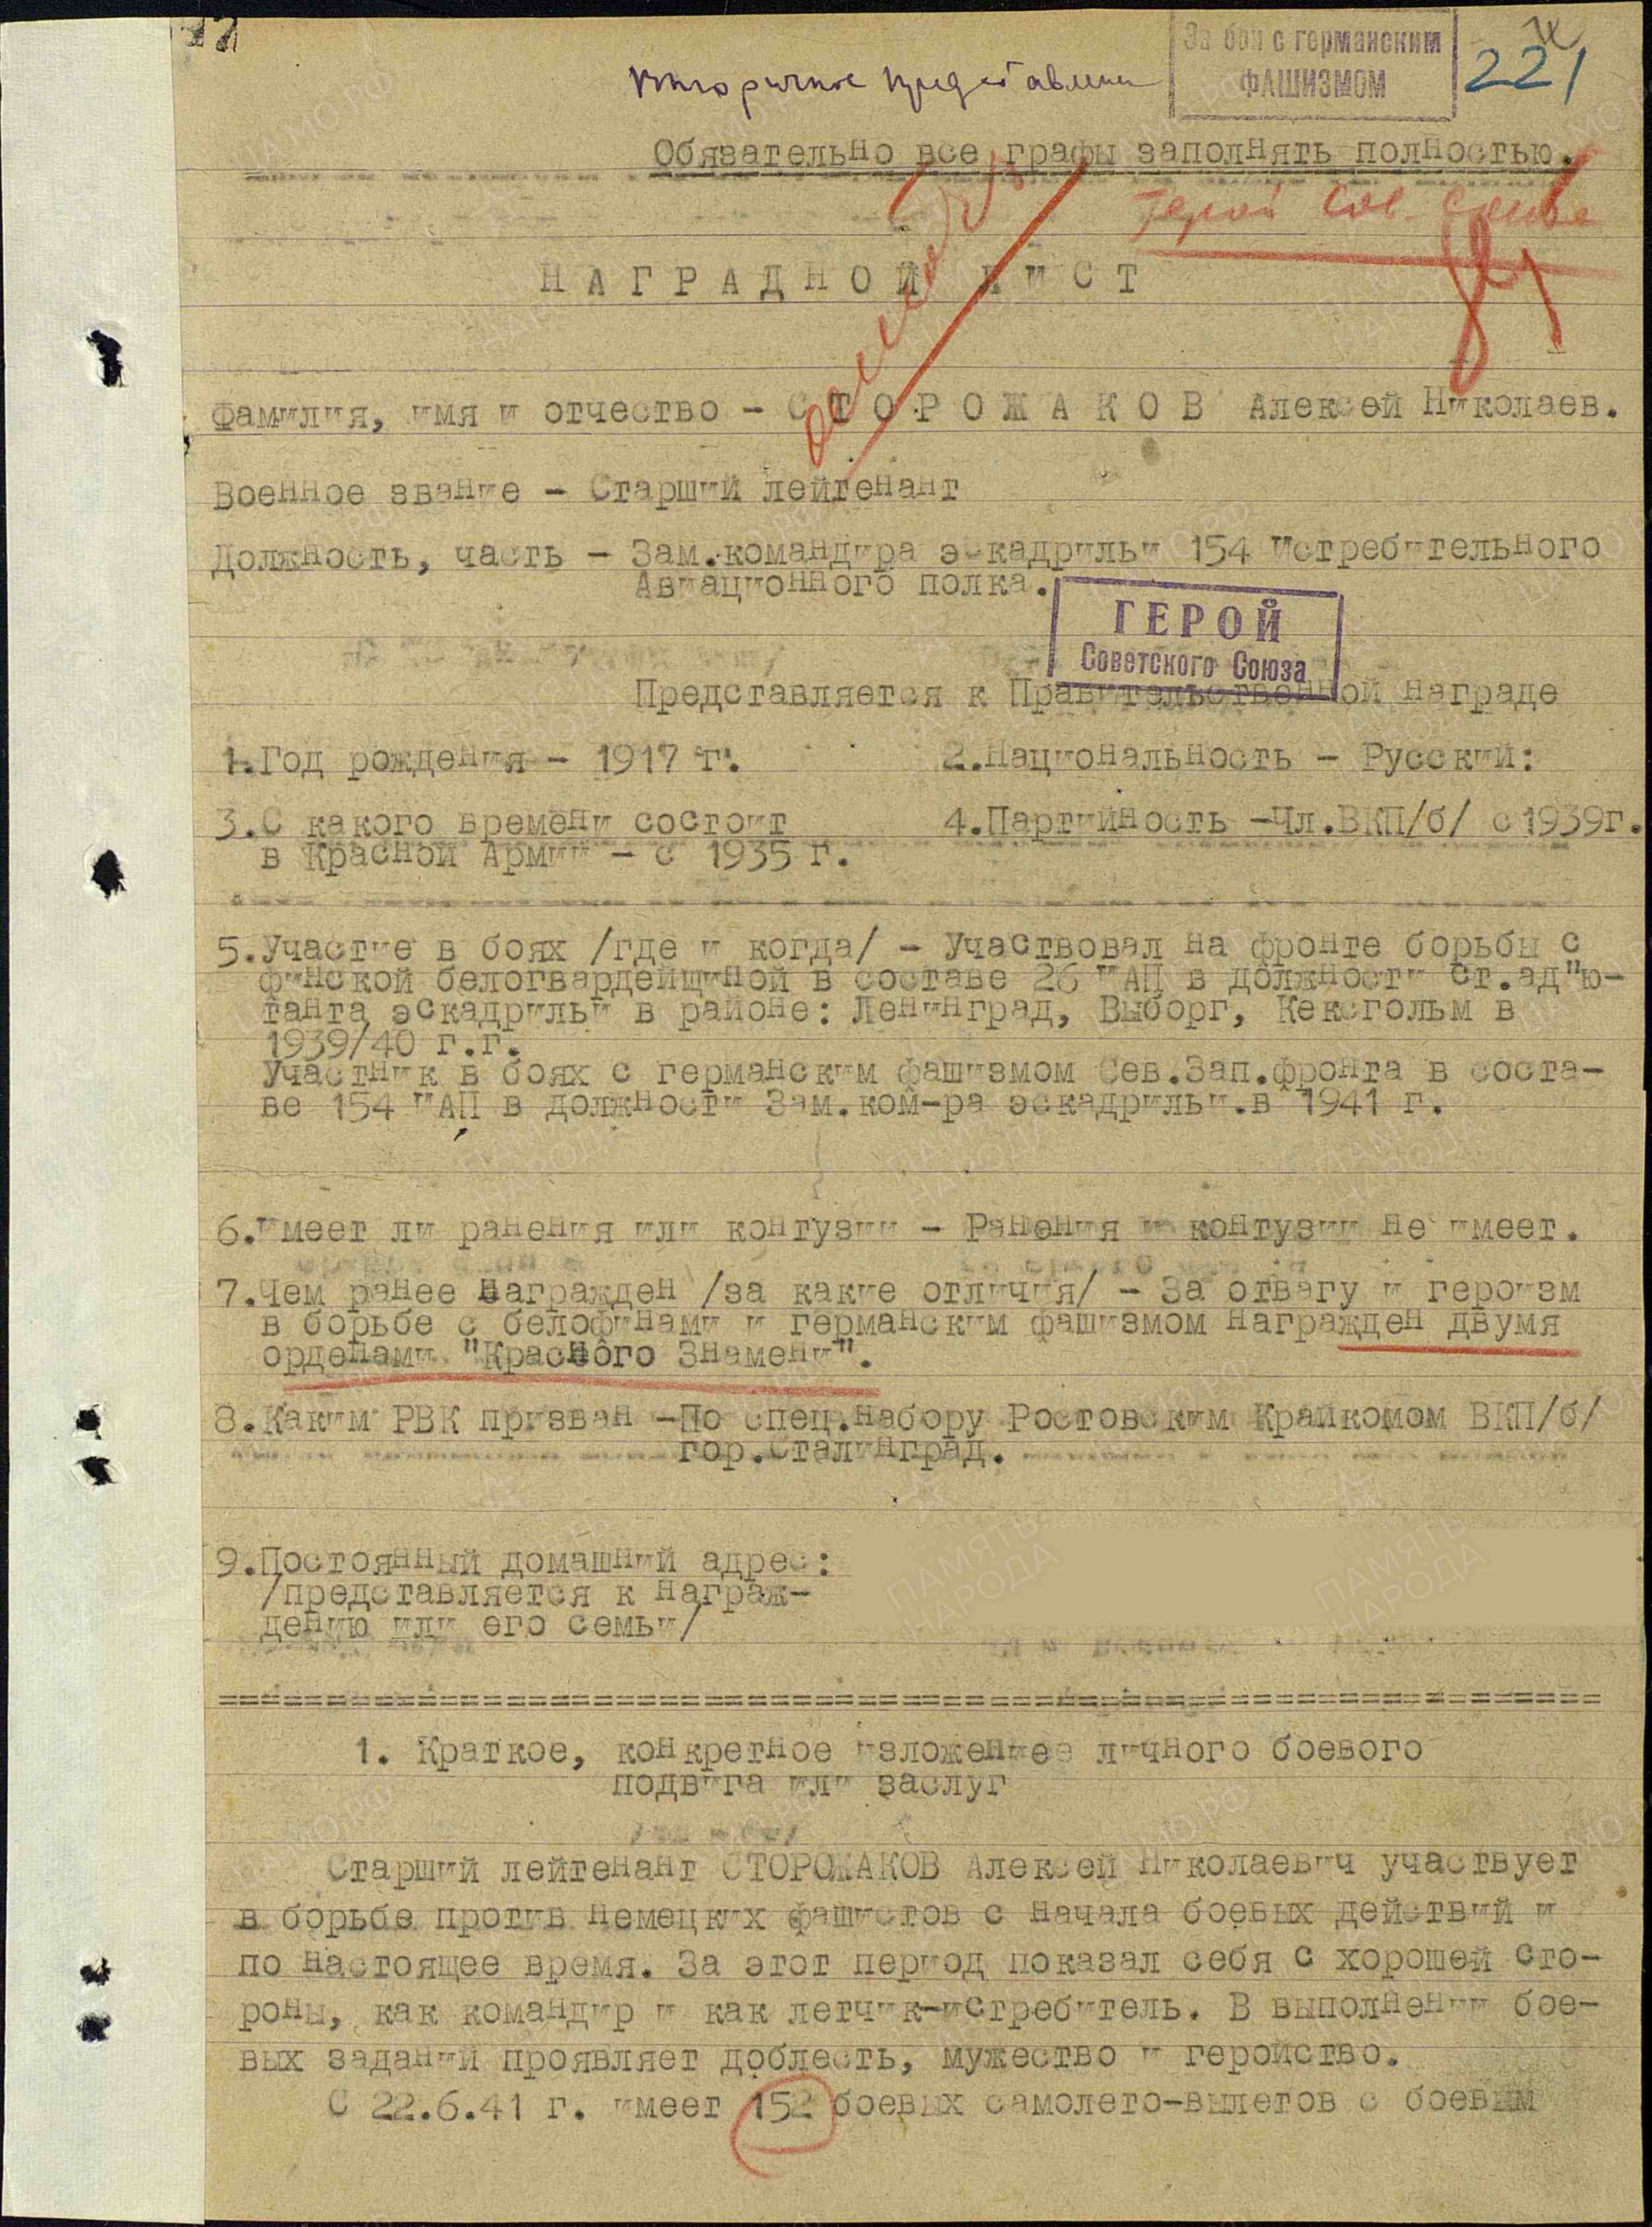 За бои с германским
ФАШИЗМОМ
221
Вторичное представление
Обязательно все графы заполнять полностью.
Герой Сов. Союза
НАГРАДНОЙ ЛИСТ
Фамилия, имя и отчество - СТОРОЖАКОВ Алексей Николаев.
Военное звание - Старший лейтенант
Должность, часть - Зам.командира эскадрильи 154 Истребительного
Авиационного полка.
ГЕРОЙ
Советского Союза
Представляется к Правительственной награде
1.Год рождения - 1917 г. 2.Национальность - Русский:
3.С какого времени состоит 4.Партийность -Чл.ВКП/б/ с 1939г.
в Красной Армии - с 1935 г.
5.Участие в боях /где и когда/ - Участвовал на фронте борьбы с
финской белогвардейщиной в составе 26 ИАП в должности ст.ад"ю-
танта эскадрильи в районе: Ленинград, Выборг, Кексгольм в
1939/40 г.г.
Участник в боях с германским фашизмом Сев.Зап.фронта в соста-
ве 154 ИАП в должности Зам.ком-ра эскадрильи.в 1941 г.
6.Имеет ли ранения или контузии - Ранения и контузии не имеет.
7.Чем ранее награжден /за какие отличия/ - За отвагу и героизм
в борьбе с белофинами и германским фашизмом награжден двумя
орденами "Красного Знамени".
8.Каким РВК призван -По спец.набору Ростовским Крайкомом ВКП/б/
гор.Сталинград.
9.Постоянный домашний адрес:
/представляется к награж-
дению или его семьи/
1. Краткое, конкретное изложениее личного боевого
подвига или заслуг
Старший лейтенант СТОРОЖАКОВ Алексей Николаевич участвует
в борьбе против немецких фашистов с начала боевых действий и
по настоящее время. За этот период показал себя с хорошей сто-
роны, как командир и как летчик-истребитель. В выполнении бое-
вых заданий проявляет доблесть, мужество и геройство.
С 22.6.41 г. имеет 152 боевых самолето-вылетов с боевым